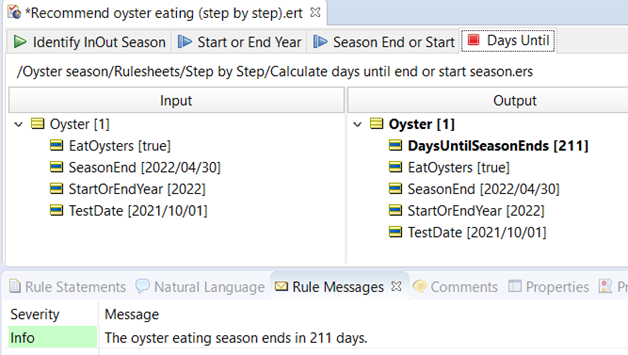 *Recommend oyster eating (step by step).ert
Identify InOut Season Start or End Year Season End or Start Days Until
/Oyster season/Rulesheets/Step by Step/Calculate days until end or start season.ers
Input Output
Oyster [1] Oyster [1]
EatOysters [true] DaysUntilSeasonEnds [211]
SeasonEnd [2022/04/30] EatOysters [true]
StartOrEndYear [2022] SeasonEnd [2022/04/30]
TestDate [2021/10/01] StartOrEndYear [2022]
TestDate [2021/10/01]
Rule Statements Natural Language Rule Messages Comments Properties
Severity Message
Info The oyster eating season ends in 211 days.